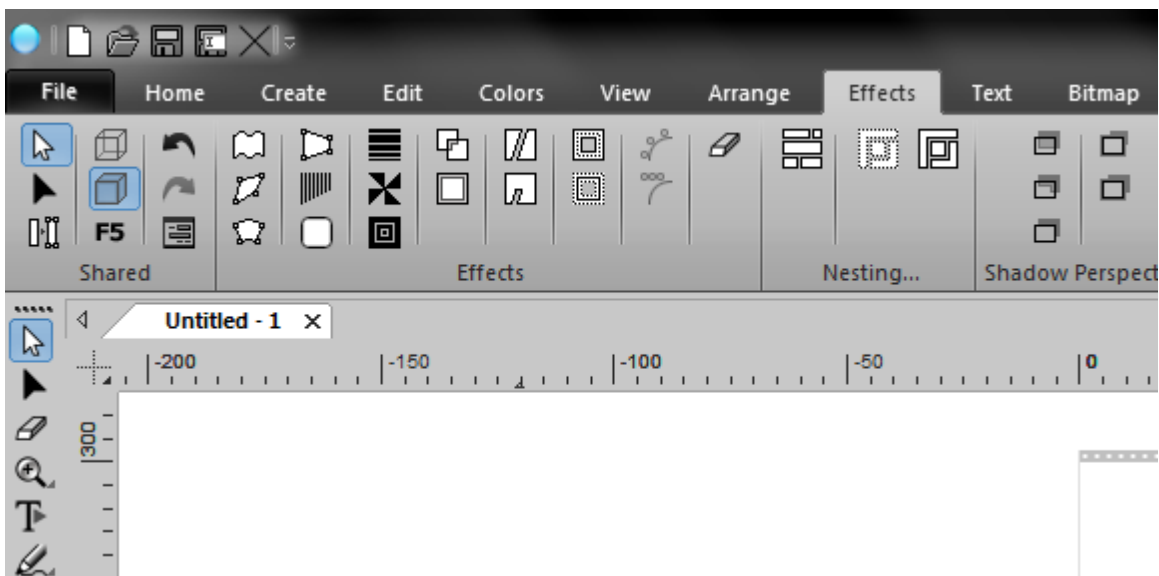 File Home Create Edit Colors View Arrange Effects Text Bitmap
F5
Shared Effects Nesting... Shadow Perspect
Untitled - 1
-200 -150 -100 -50 0
300